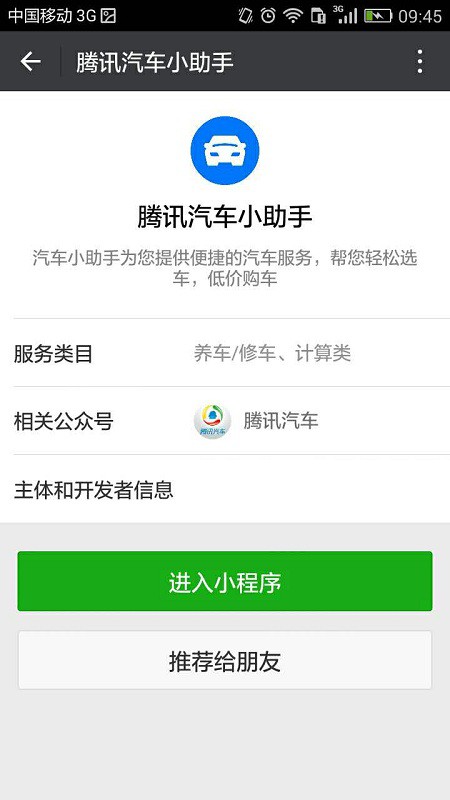 中国移动 3G 3G 09:45
腾讯汽车小助手
腾讯汽车小助手
汽车小助手为您提供便捷的汽车服务，帮您轻松选
车，低价购车
服务类目 养车/修车、计算类
相关公众号 腾讯汽车 腾讯汽车
主体和开发者信息
进入小程序
推荐给朋友